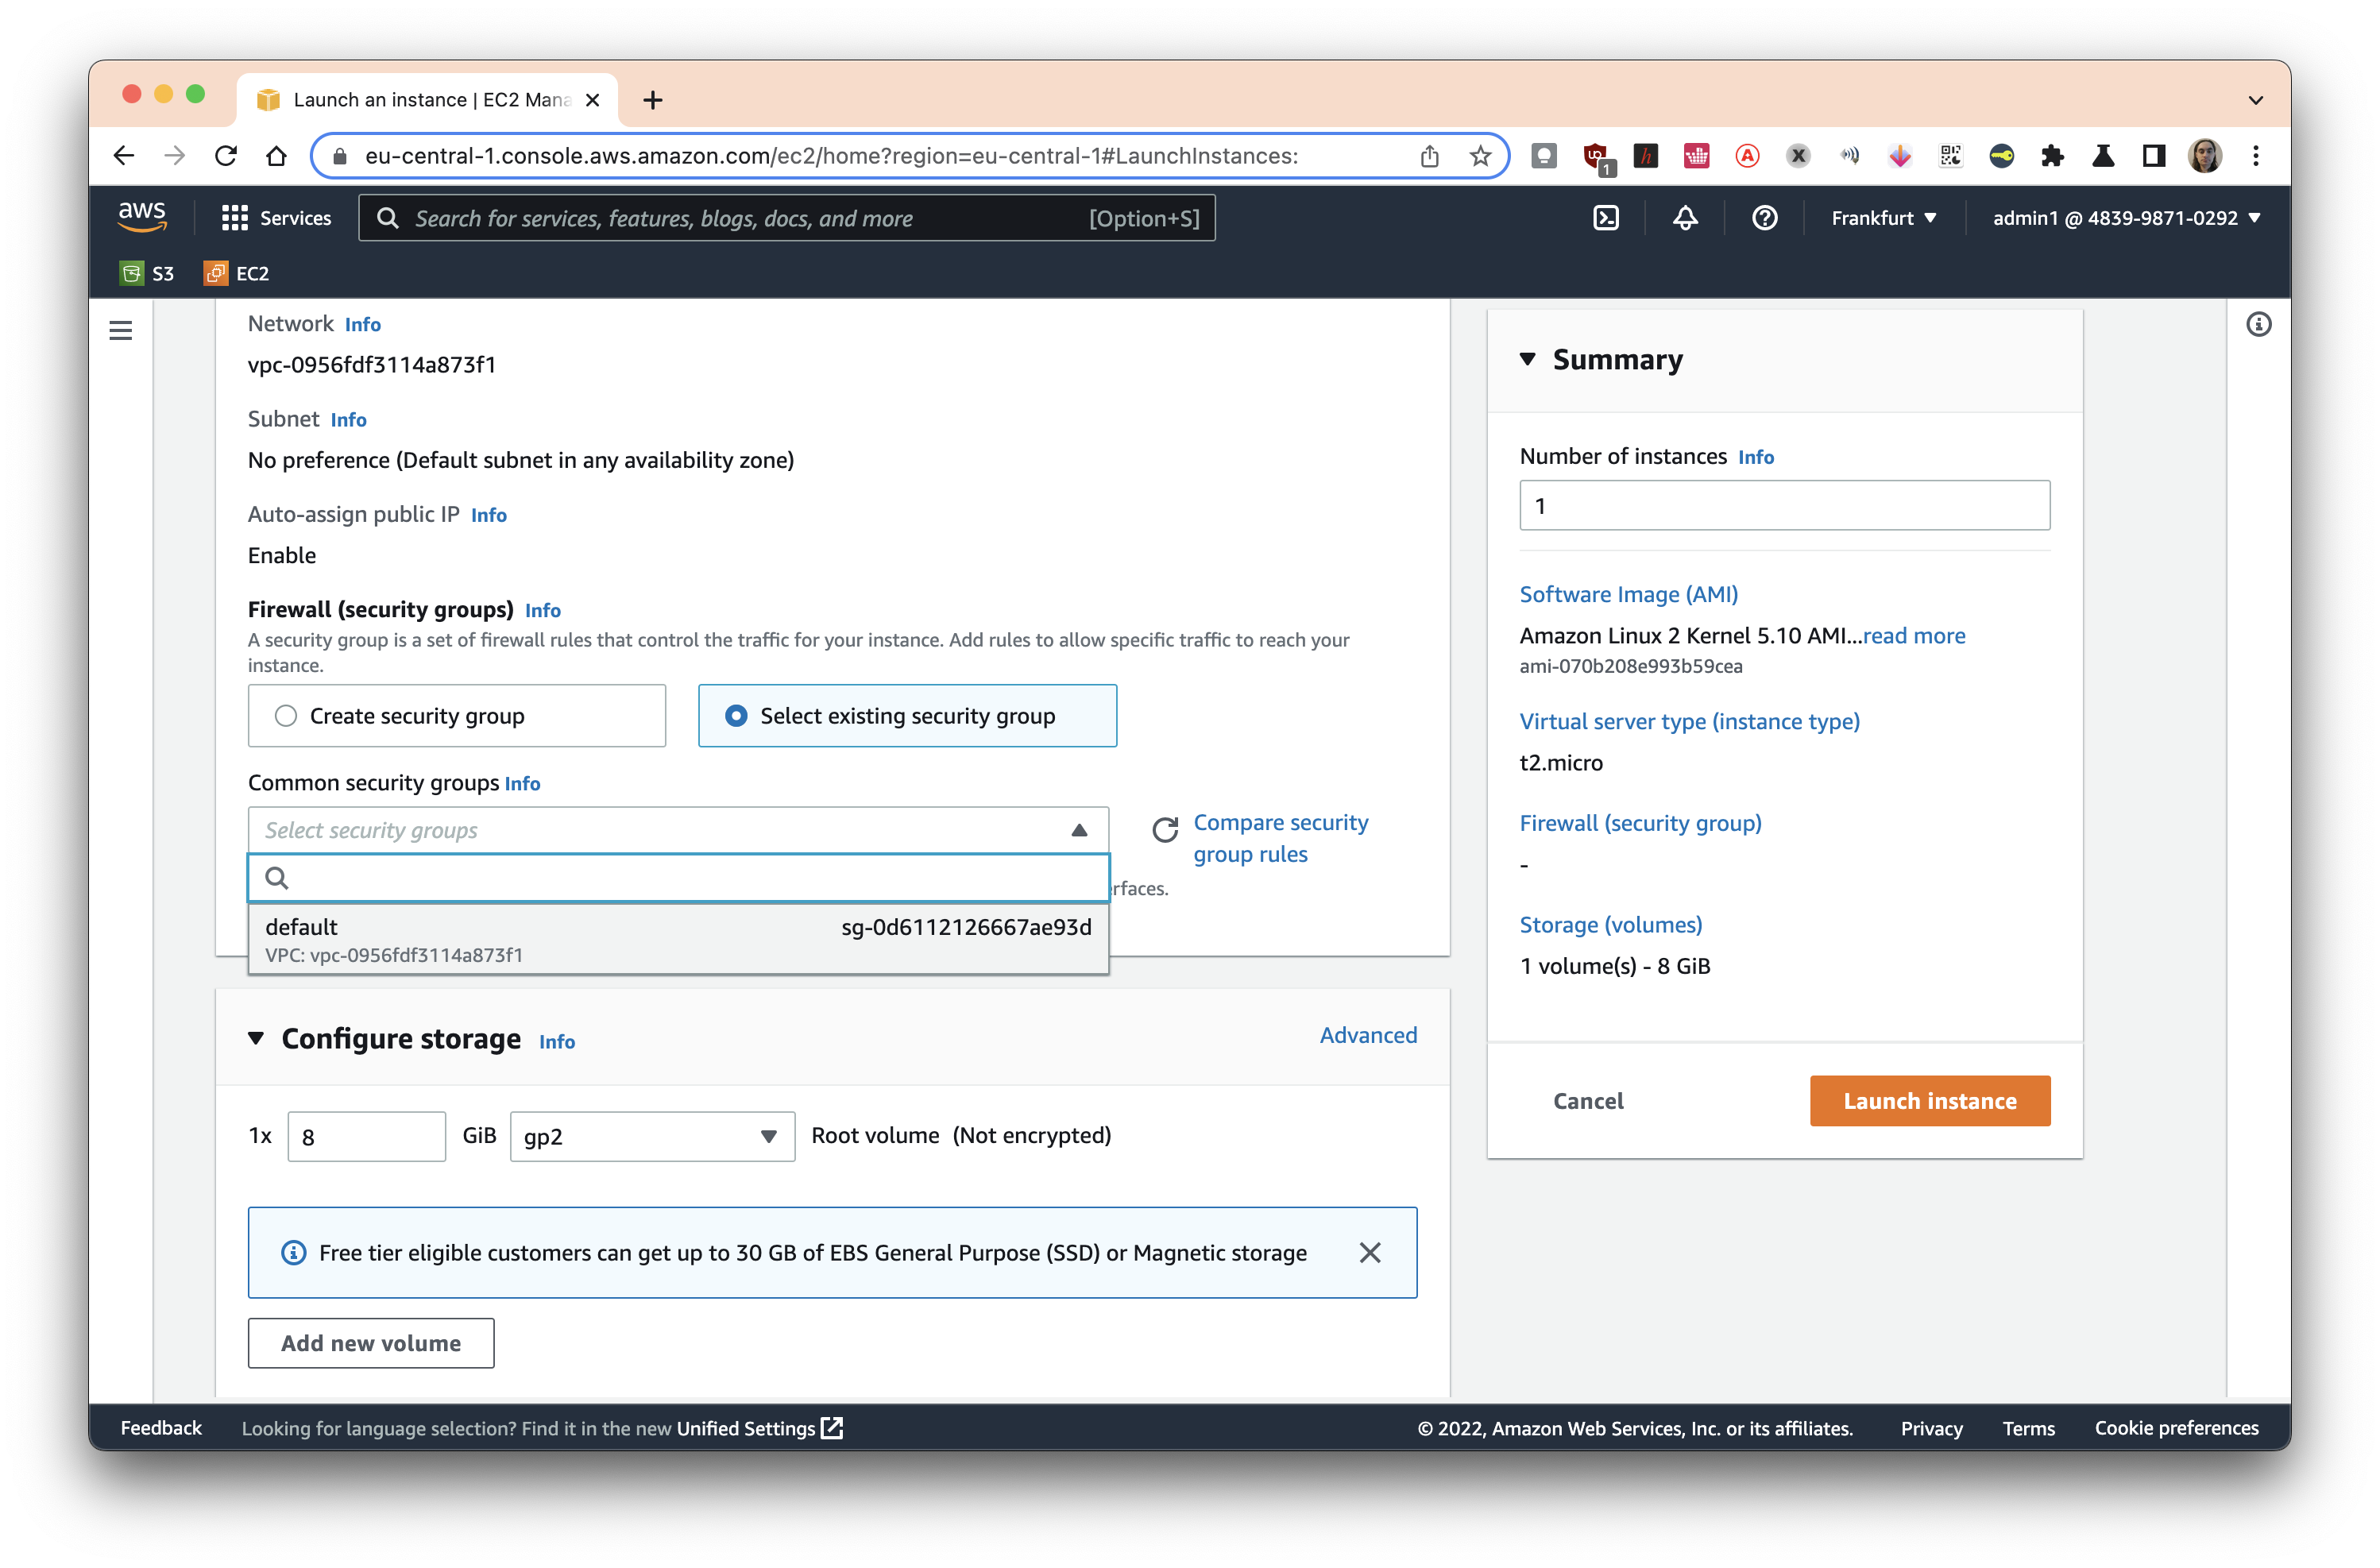 Launch an instance | EC2 Mana
eu-central-1.console.aws.amazon.com/ec2/home?region=eu-central-1#LaunchInstances:
1
aws
Services
Search for services, features, blogs, docs, and more
[Option+S]
Frankfurt
admin1 @ 4839-9871-0292
S3
EC2
Network Info
vpc-0956fdf3114a873f1
Subnet Info
No preference (Default subnet in any availability zone)
Auto-assign public IP Info
Enable
Firewall (security groups) Info
A security group is a set of firewall rules that control the traffic for your instance. Add rules to allow specific traffic to reach your
instance.
Create security group
Select existing security group
Common security groups Info
Select security groups
Compare security
group rules
rfaces.
default
sg-0d6112126667ae93d
VPC: vpc-0956fdf3114a873f1
Configure storage Info
Advanced
1x
8
GiB
gp2
Root volume (Not encrypted)
Free tier eligible customers can get up to 30 GB of EBS General Purpose (SSD) or Magnetic storage
Add new volume
Summary
Number of instances Info
1
Software Image (AMI)
Amazon Linux 2 Kernel 5.10 AMI...read more
ami-070b208e993b59cea
Virtual server type (instance type)
t2.micro
Firewall (security group)
-
Storage (volumes)
1 volume(s) - 8 GiB
Cancel
Launch instance
Feedback
Looking for language selection? Find it in the new Unified Settings
© 2022, Amazon Web Services, Inc. or its affiliates.
Privacy
Terms
Cookie preferences